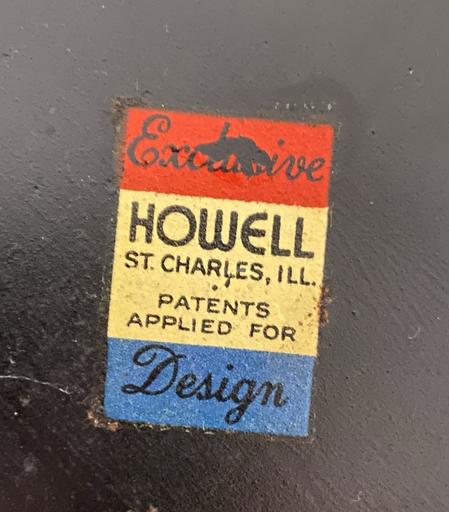 Exclusive
HOWELL
ST. CHARLES, ILL.
PATENTS
APPLIED FOR
Design